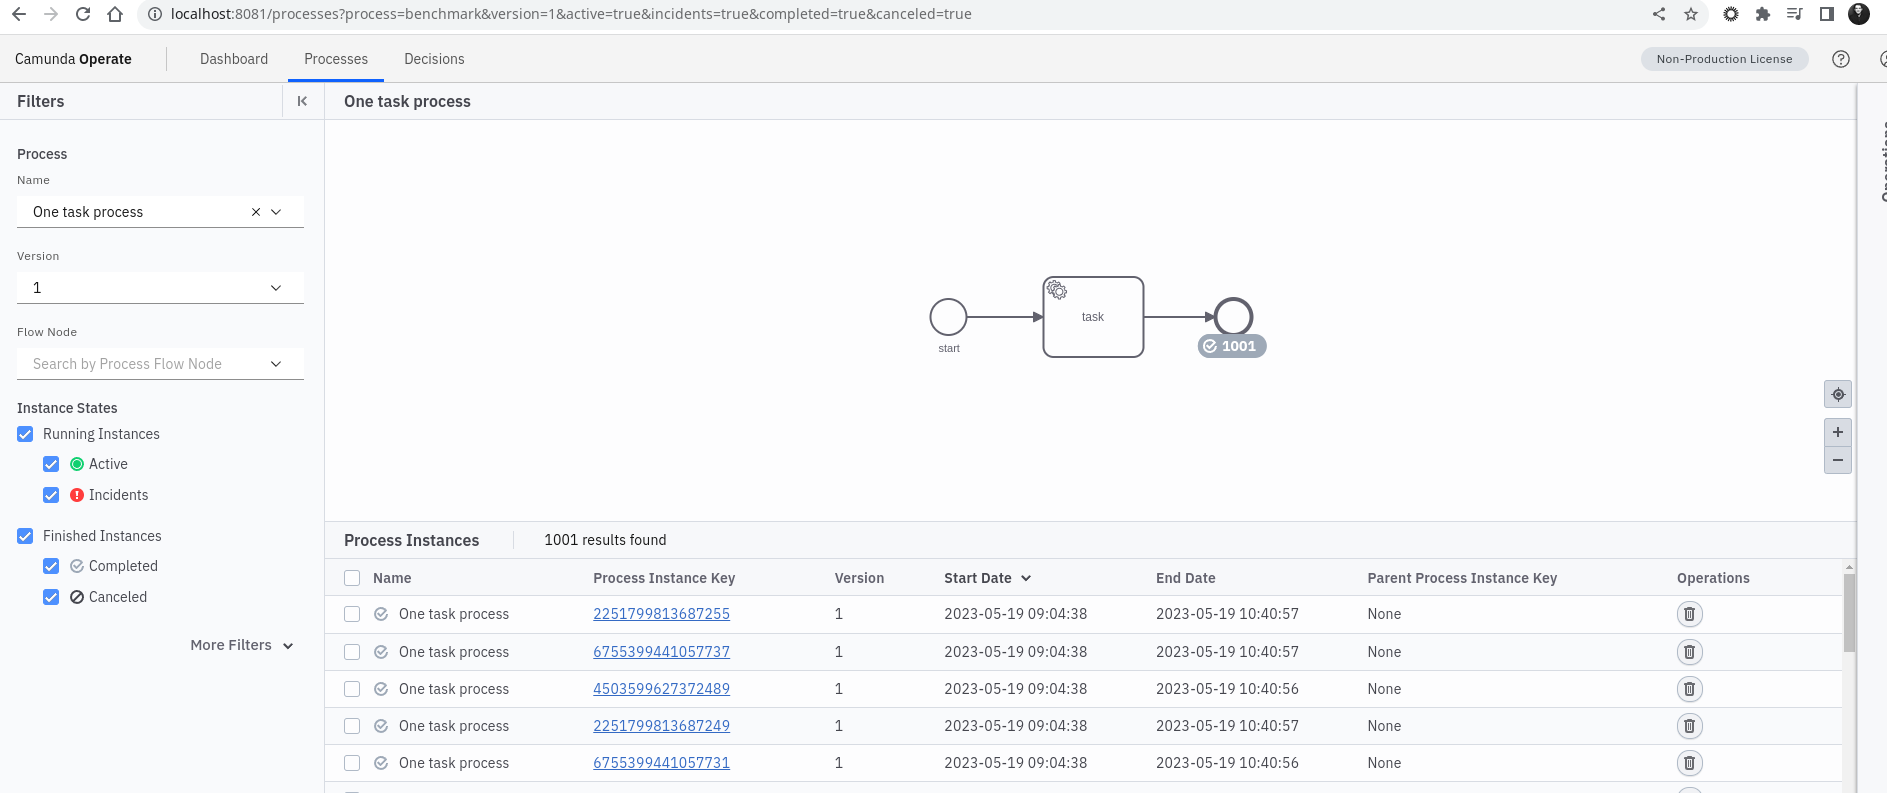 localhost:8081/processes?process=benchmark&version=1&active=true&incidents=true&completed=true&canceled=true
Camunda Operate Dashboard Processes Decisions Non-Production License
Filters
One task process
Process
Name
One task process
Version
1
Flow Node
Search by Process Flow Node
Instance States
Running Instances
Active
Incidents
Finished Instances
Completed
Canceled
More Filters
start
task
1001
Operations
Process Instances 1001 results found
Name Process Instance Key Version Start Date End Date Parent Process Instance Key Operations
One task process 2251799813687255 1 2023-05-19 09:04:38 2023-05-19 10:40:57 None
One task process 6755399441057737 1 2023-05-19 09:04:38 2023-05-19 10:40:57 None
One task process 4503599627372489 1 2023-05-19 09:04:38 2023-05-19 10:40:56 None
One task process 2251799813687249 1 2023-05-19 09:04:38 2023-05-19 10:40:57 None
One task process 6755399441057731 1 2023-05-19 09:04:38 2023-05-19 10:40:56 None